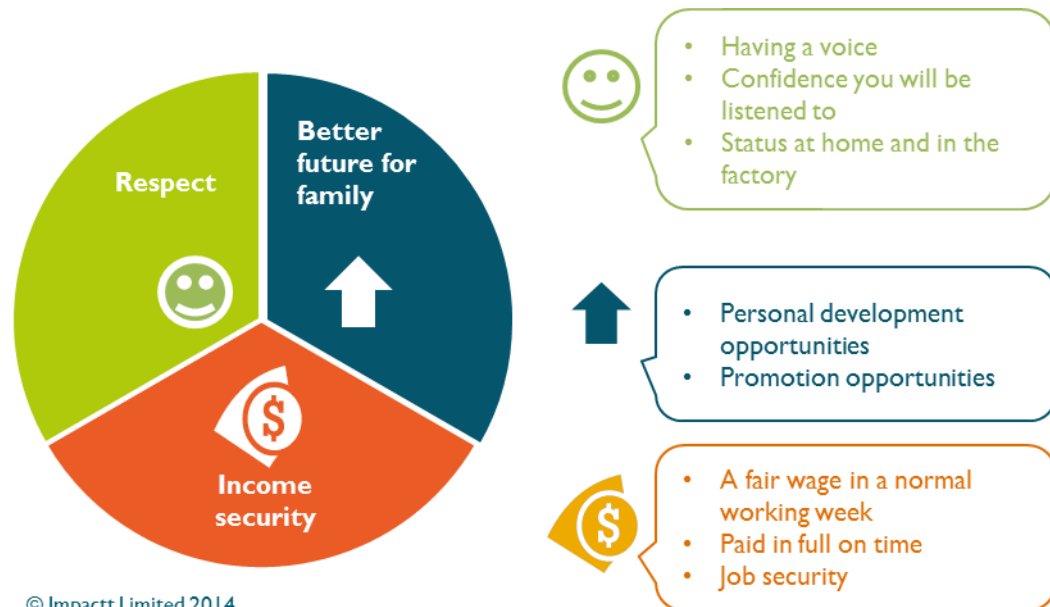 Respect
Better
future for
family
Income
security
• Having a voice
• Confidence you will be
listened to
• Status at home and in the
factory
• Personal development
opportunities
• Promotion opportunities
• A fair wage in a normal
working week
• Paid in full on time
• Job security
$
$
© Impactt Limited 2014